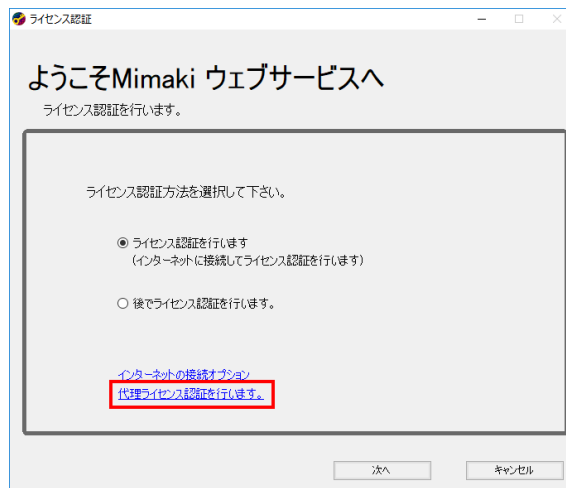 ライセンス認証
ようこそMimaki ウェブサービスへ
ライセンス認証を行います。
ライセンス認証方法を選択して下さい。
ライセンス認証を行います
(インターネットに接続してライセンス認証を行います)
後でライセンス認証を行います。
インターネットの接続オプション
代理ライセンス認証を行います。
次へ
キャンセル